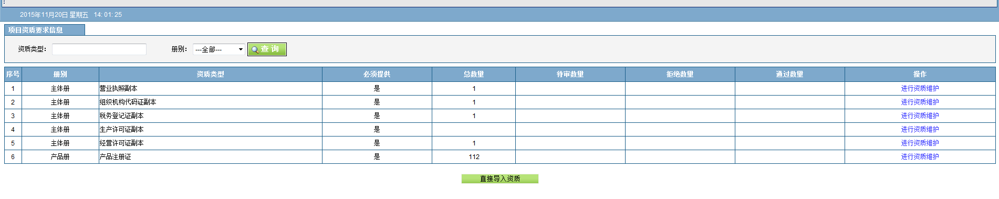 2015年11月20日 星期五 14: 01: 25
项目资质要求信息
资质类型： 册别： ---全部--- 查 询
序号 册别 资质类型 必须提供 总数量 待审数量 拒绝数量 通过数量 操作
1 主体册 营业执照副本 是 1 进行资质维护
2 主体册 组织机构代码证副本 是 1 进行资质维护
3 主体册 税务登记证副本 是 1 进行资质维护
4 主体册 生产许可证副本 是 进行资质维护
5 主体册 经营许可证副本 是 1 进行资质维护
6 产品册 产品注册证 是 112 进行资质维护
直接导入资质